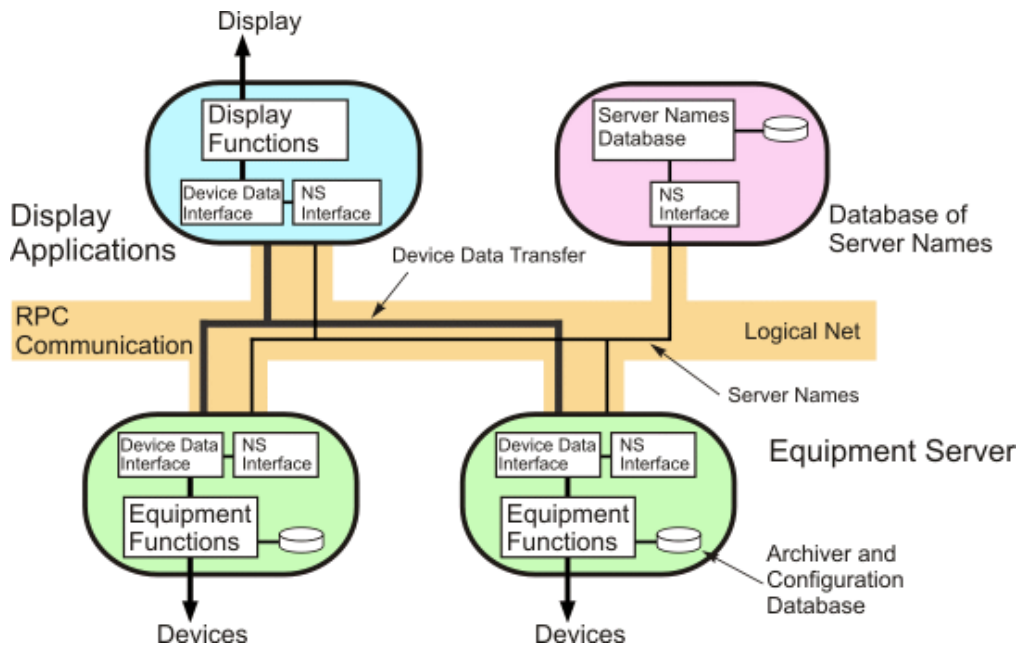 Display
Display
Functions
Device Data
Interface
NS
Interface
Server Names
Database
NS
Interface
Display
Applications
Database of
Server Names
Device Data Transfer
RPC
Communication
Logical Net
Server Names
Device Data
Interface
NS
Interface
Equipment
Functions
Device Data
Interface
NS
Interface
Equipment
Functions
Equipment Server
Archiver and
Configuration
Database
Devices
Devices